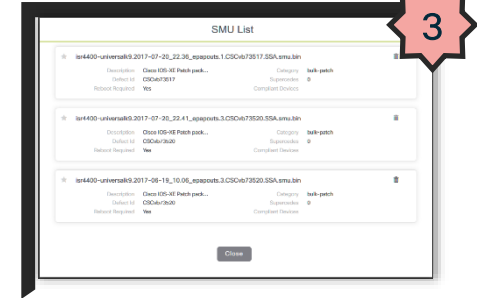 3
SMU List
isr4400-universalk9.2017-07-20_22.36_epapouts.1.CSCvb73517.SSA.smu.bin
Description Cisco IOS-XE Patch pack... Category bulk-patch
Defect Id CSCvb73517 Supersedes 0
Reboot Required Yes Compliant Devices
isr4400-universalk9.2017-07-20_22.41_epapouts.3.CSCvb73520.SSA.smu.bin
Description Cisco IOS-XE Patch pack... Category bulk-patch
Defect Id CSCvb73520 Supersedes 0
Reboot Required Yes Compliant Devices
isr4400-universalk9.2017-08-19_10.06_epapouts.3.CSCvb73520.SSA.smu.bin
Description Cisco IOS-XE Patch pack... Category bulk-patch
Defect Id CSCvb73520 Supersedes 0
Reboot Required Yes Compliant Devices
Close